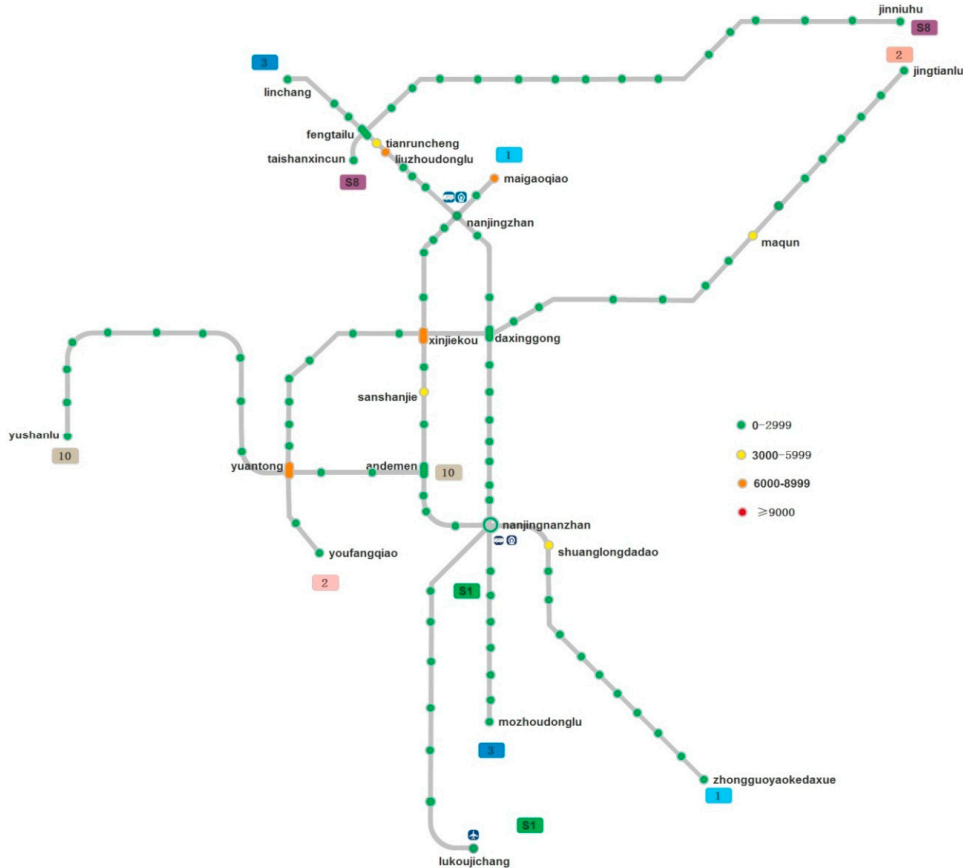 jinniuhu
S8
2
3
jingtianlu
linchang
fengtailu
tianruncheng
1
taishanxincun
liuzhoudonglu
S8
maigaoqiao
nanjingzhan
maqun
xinjiekou
daxinggong
sanshanjie
0-2999
yushanlu
3000-5999
10
yuantong
andemen
10
6000-8999
≥9000
nanjingnanzhan
youfangqiao
shuanglongdadao
2
S1
mozhoudonglu
3
zhongguoyaokedaxue
1
S1
lukoujichang